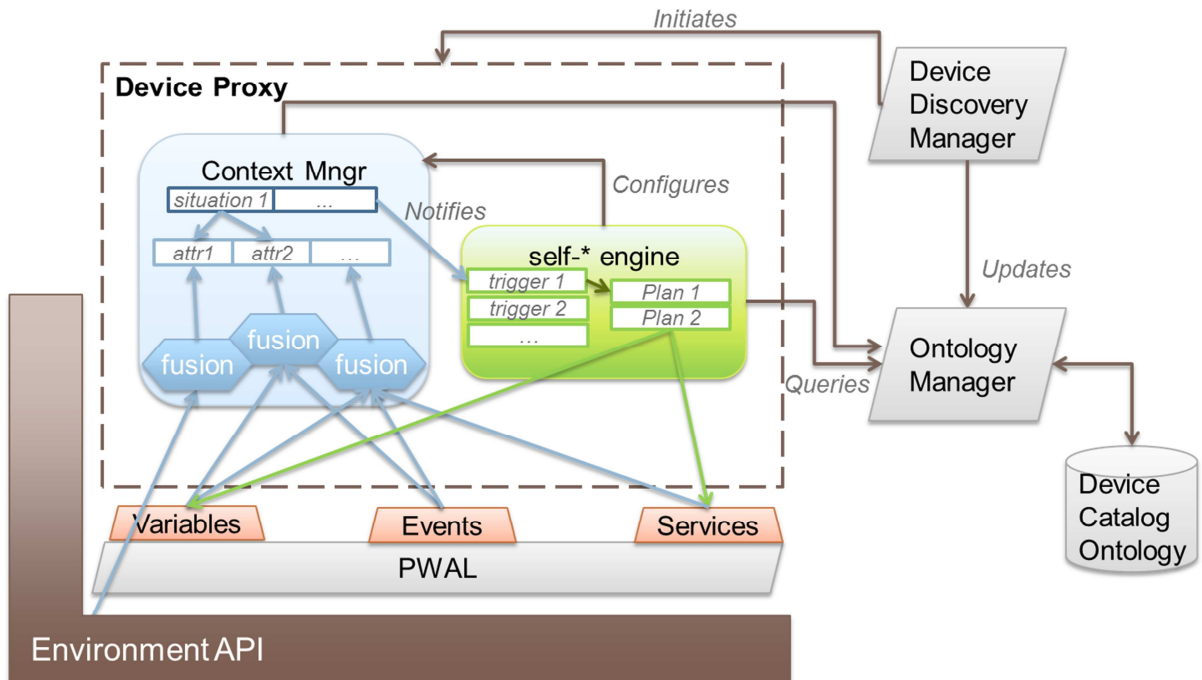 Initiates
Device Proxy
Device
Discovery
Manager
Context Mngr
Configures
situation 1
...
Notifies
attr1
attr2
...
self-* engine
trigger 1
Plan 1
trigger 2
Plan 2
...
Updates
fusion
fusion
fusion
Queries
Ontology
Manager
Device
Catalog
Ontology
Variables
Events
Services
PWAL
Environment API